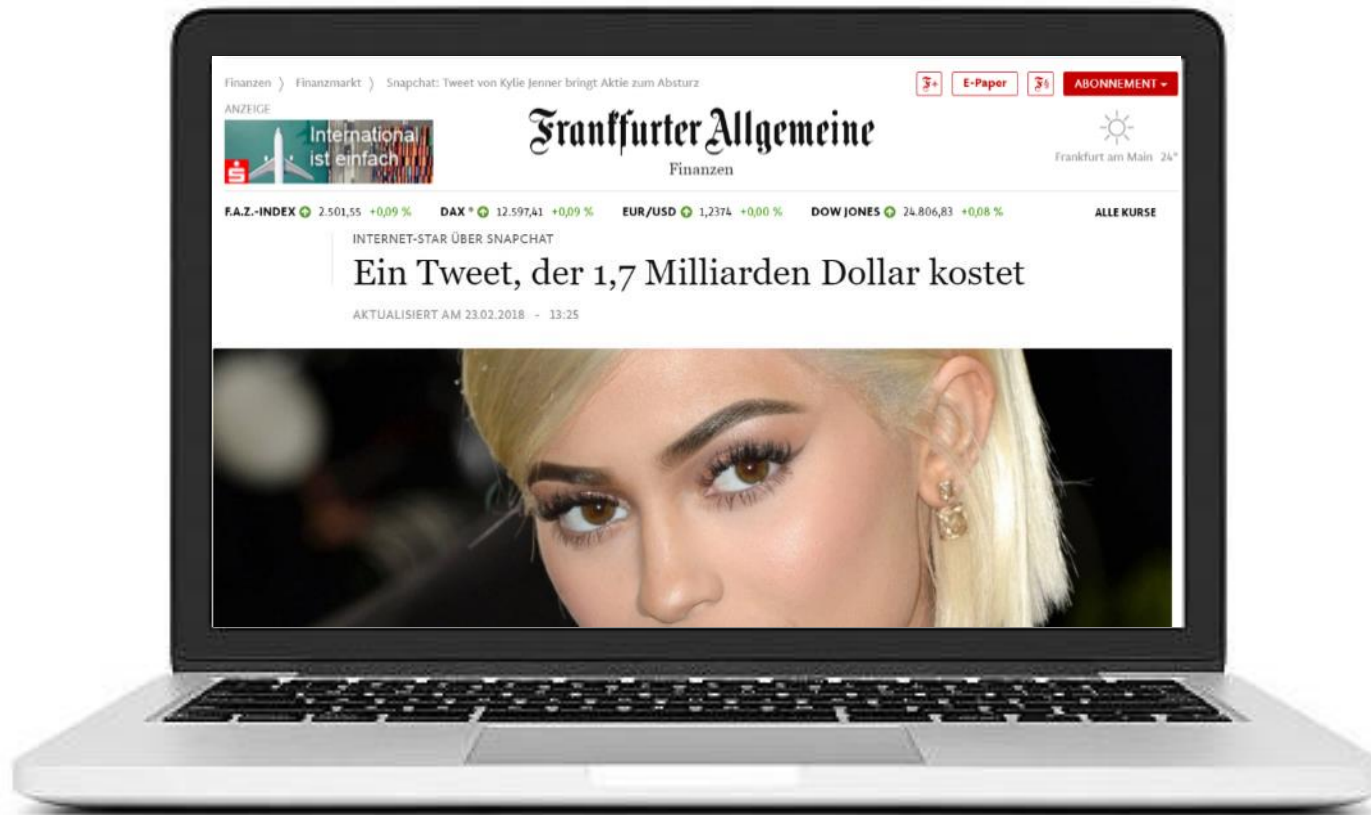 Finanzen 〉 Finanzmarkt 〉 Snapchat: Tweet von Kylie Jenner bringt Aktie zum Absturz
F+ E-Paper F§ ABONNEMENT
ANZEIGE
International
ist einfach
Frankfurter Allgemeine
Finanzen
Frankfurt am Main 24°
F.A.Z.-INDEX 2.501,55 +0,09 % DAX ® 12.597,41 +0,09 % EUR/USD 1,2374 +0,00 % DOW JONES 24.806,83 +0,08 % ALLE KURSE
INTERNET-STAR ÜBER SNAPCHAT
Ein Tweet, der 1,7 Milliarden Dollar kostet
AKTUALISIERT AM 23.02.2018 - 13:25